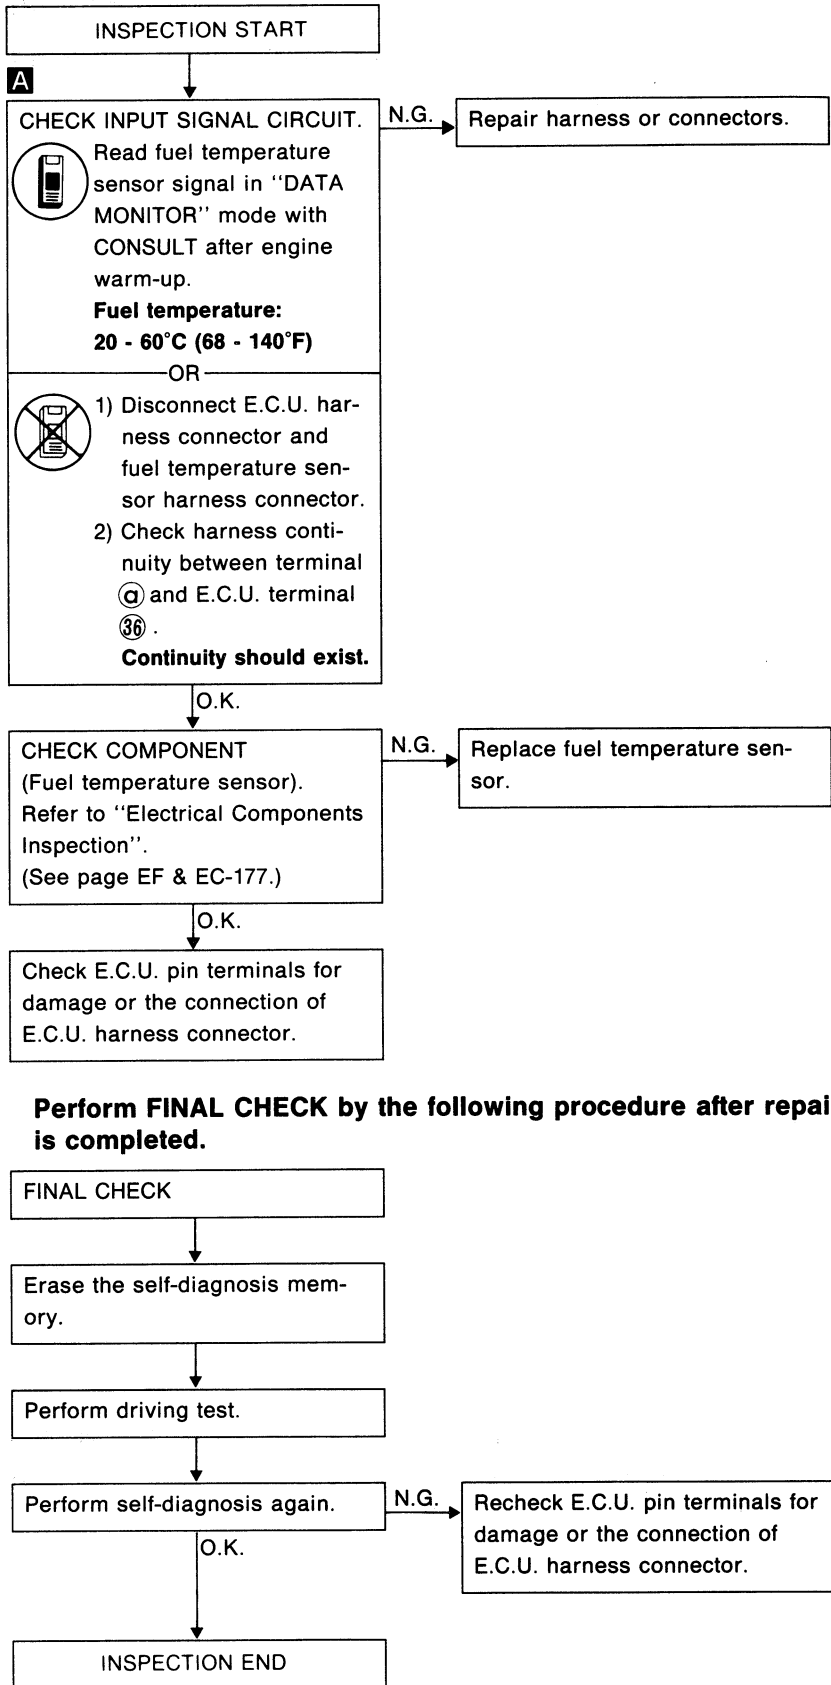 INSPECTION START
A
CHECK INPUT SIGNAL CIRCUIT.
Read fuel temperature
sensor signal in "DATA
MONITOR" mode with
CONSULT after engine
warm-up.
Fuel temperature:
20 - 60°C (68 - 140°F)
N.G.
Repair harness or connectors.
OR
1) Disconnect E.C.U. har-
ness connector and
fuel temperature sen-
sor harness connector.
2) Check harness conti-
nuity between terminal
ⓐ and E.C.U. terminal
㊱ .
Continuity should exist.
O.K.
CHECK COMPONENT
(Fuel temperature sensor).
Refer to "Electrical Components
Inspection".
(See page EF & EC-177.)
N.G.
Replace fuel temperature sen-
sor.
O.K.
Check E.C.U. pin terminals for
damage or the connection of
E.C.U. harness connector.
Perform FINAL CHECK by the following procedure after repai
is completed.
FINAL CHECK
Erase the self-diagnosis mem-
ory.
Perform driving test.
Perform self-diagnosis again.
N.G.
Recheck E.C.U. pin terminals for
damage or the connection of
E.C.U. harness connector.
O.K.
INSPECTION END